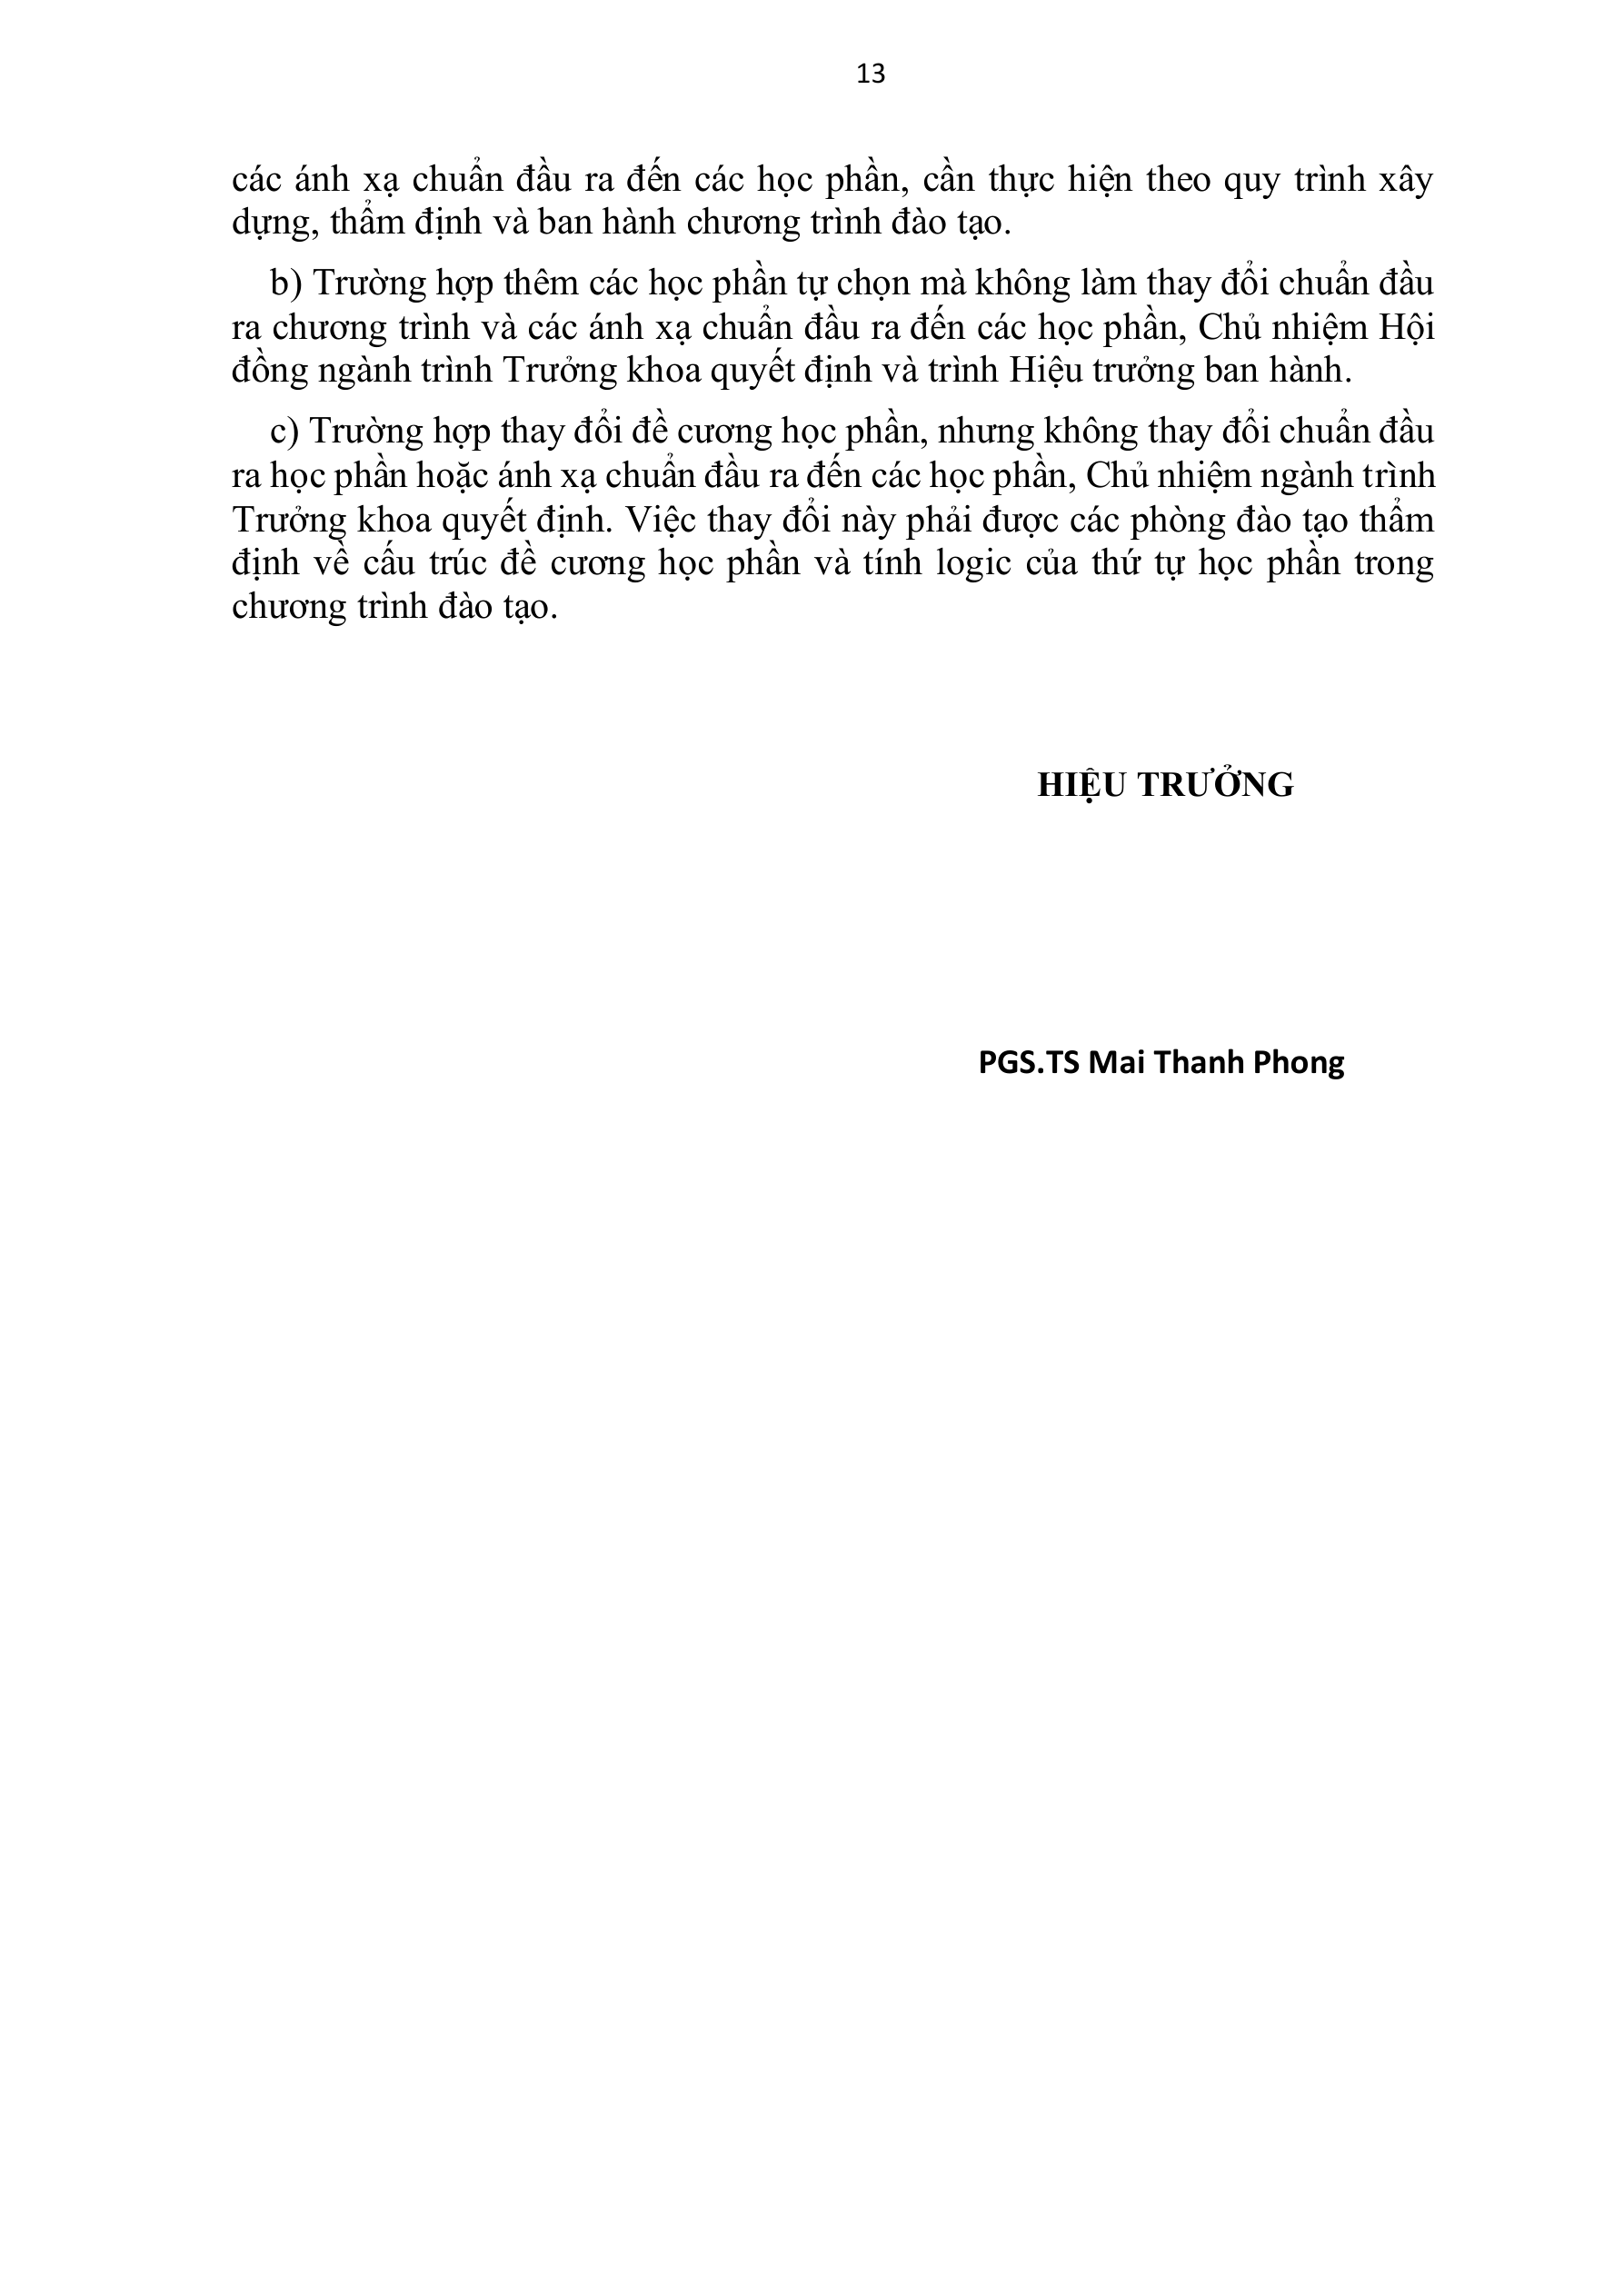 13
các ánh xạ chuẩn đầu ra đến các học phần, cần thực hiện theo quy trình xây
dựng, thẩm định và ban hành chương trình đào tạo.
b) Trường hợp thêm các học phần tự chọn mà không làm thay đổi chuẩn đầu
ra chương trình và các ánh xạ chuẩn đầu ra đến các học phần, Chủ nhiệm Hội
đồng ngành trình Trưởng khoa quyết định và trình Hiệu trưởng ban hành.
c) Trường hợp thay đổi đề cương học phần, nhưng không thay đổi chuẩn đầu
ra học phần hoặc ánh xạ chuẩn đầu ra đến các học phần, Chủ nhiệm ngành trình
Trưởng khoa quyết định. Việc thay đổi này phải được các phòng đào tạo thẩm
định về cấu trúc đề cương học phần và tính logic của thứ tự học phần trong
chương trình đào tạo.
HIỆU TRƯỞNG
PGS.TS Mai Thanh Phong